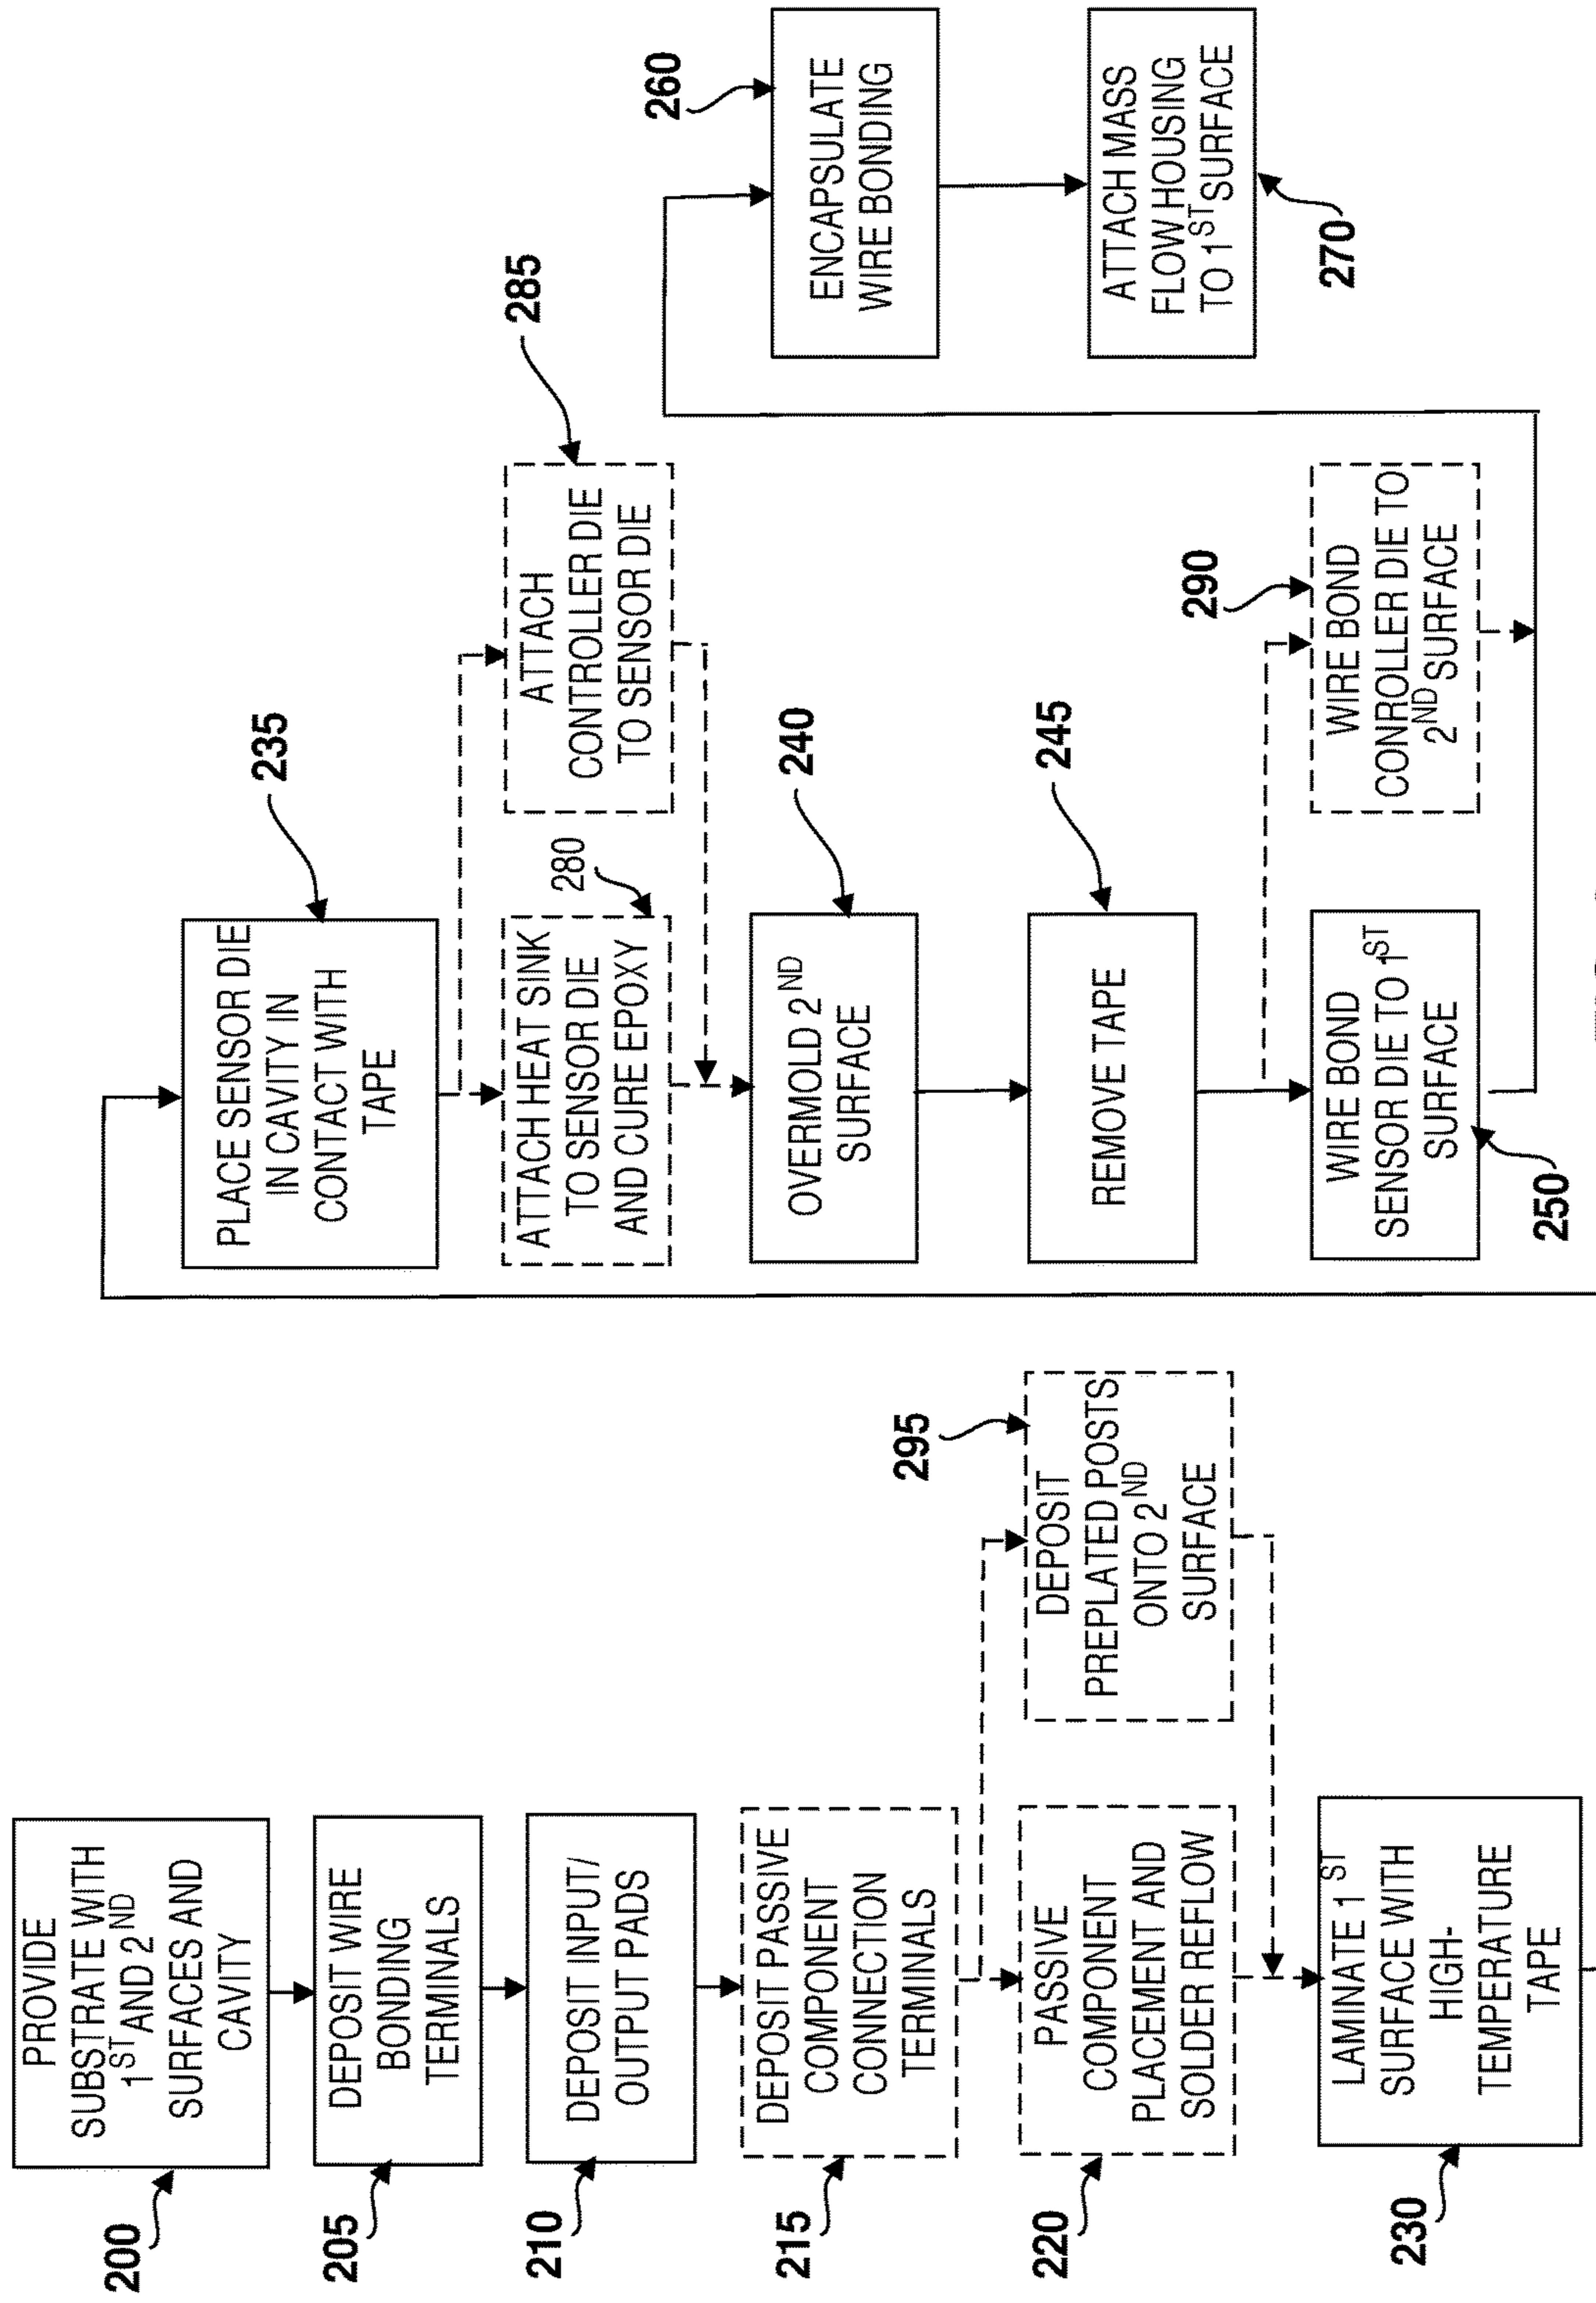 PROVIDE
SUBSTRATE WITH
1ST AND 2ND
SURFACES AND
CAVITY
200
DEPOSIT WIRE
BONDING
TERMINALS
205
DEPOSIT INPUT/
OUTPUT PADS
210
DEPOSIT PASSIVE
COMPONENT
CONNECTION
TERMINALS
215
PASSIVE
COMPONENT
PLACEMENT AND
SOLDER REFLOW
220
DEPOSIT
PREPLATED POSTS
ONTO 2ND
SURFACE
295
LAMINATE 1ST
SURFACE WITH
HIGH-
TEMPERATURE
TAPE
230
PLACE SENSOR DIE
IN CAVITY IN
CONTACT WITH
TAPE
235
ATTACH HEAT SINK
TO SENSOR DIE
AND CURE EPOXY
280
ATTACH
CONTROLLER DIE
TO SENSOR DIE
285
OVERMOLD 2ND
SURFACE
240
REMOVE TAPE
245
WIRE BOND
SENSOR DIE TO 1ST
SURFACE
250
WIRE BOND
CONROLLER DIE TO
2ND SURFACE
290
ENCAPSULATE
WIRE BONDING
260
ATTACH MASS
FLOW HOUSING
TO 1ST SURFACE
270